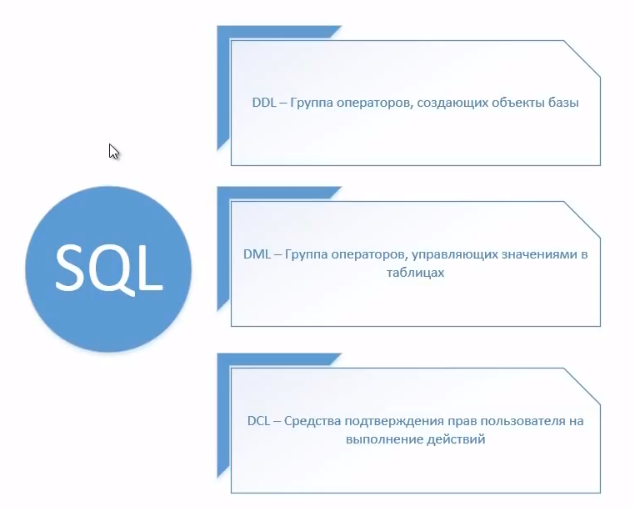 SQL
DDL – Группа операторов, создающих объекты базы
DML – Группа операторов, управляющих значениями в
таблицах
DCL – Средства подтверждения прав пользователя на
выполнение действий